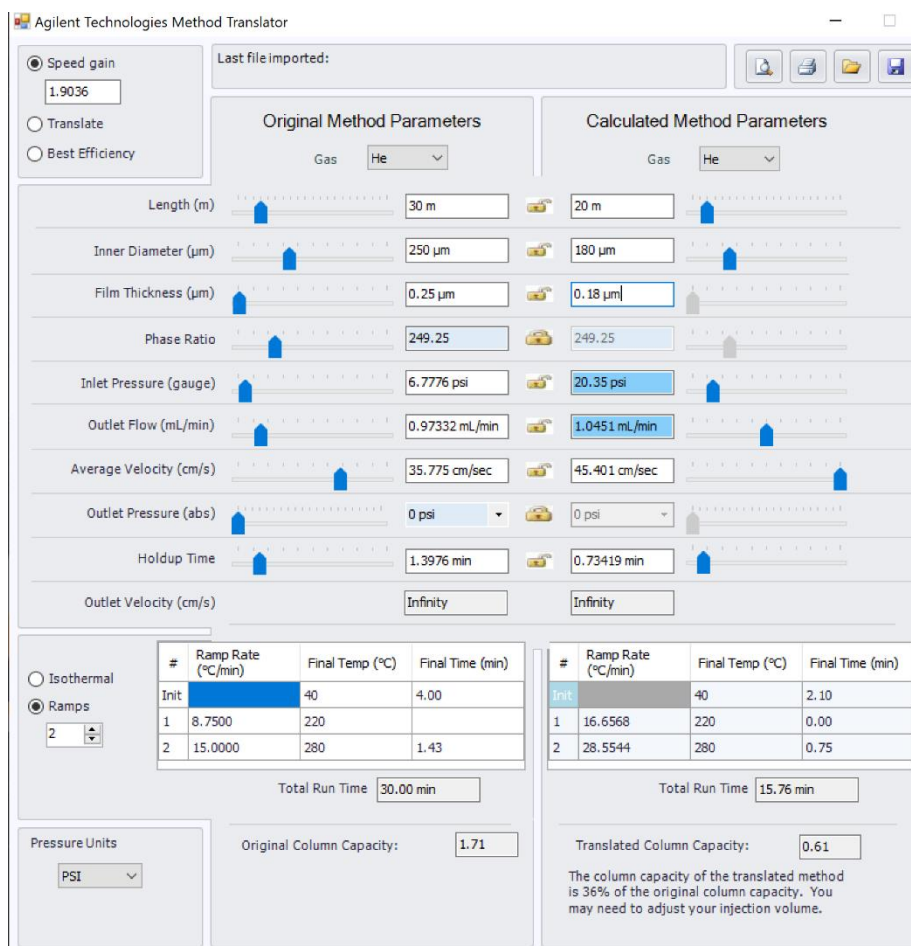 Agilent Technologies Method Translator
Speed gain
1.9036
Translate
Best Efficiency
Last file imported:
Original Method Parameters
Calculated Method Parameters
Gas He
Gas He
Length (m) 30 m 20 m
Inner Diameter (µm) 250 µm 180 µm
Film Thickness (µm) 0.25 µm 0.18 µm
Phase Ratio 249.25 249.25
Inlet Pressure (gauge) 6.7776 psi 20.35 psi
Outlet Flow (mL/min) 0.97332 mL/min 1.0451 mL/min
Average Velocity (cm/s) 35.775 cm/sec 45.401 cm/sec
Outlet Pressure (abs) 0 psi 0 psi
Holdup Time 1.3976 min 0.73419 min
Outlet Velocity (cm/s) Infinity Infinity
Isothermal
Ramps
2
# Ramp Rate (°C/min) Final Temp (°C) Final Time (min)
Init 40 4.00
1 8.7500 220
2 15.0000 280 1.43
Total Run Time 30.00 min
# Ramp Rate (°C/min) Final Temp (°C) Final Time (min)
Init 40 2.10
1 16.6568 220 0.00
2 28.5544 280 0.75
Total Run Time 15.76 min
Pressure Units
PSI
Original Column Capacity: 1.71
Translated Column Capacity: 0.61
The column capacity of the translated method
is 36% of the original column capacity. You
may need to adjust your injection volume.